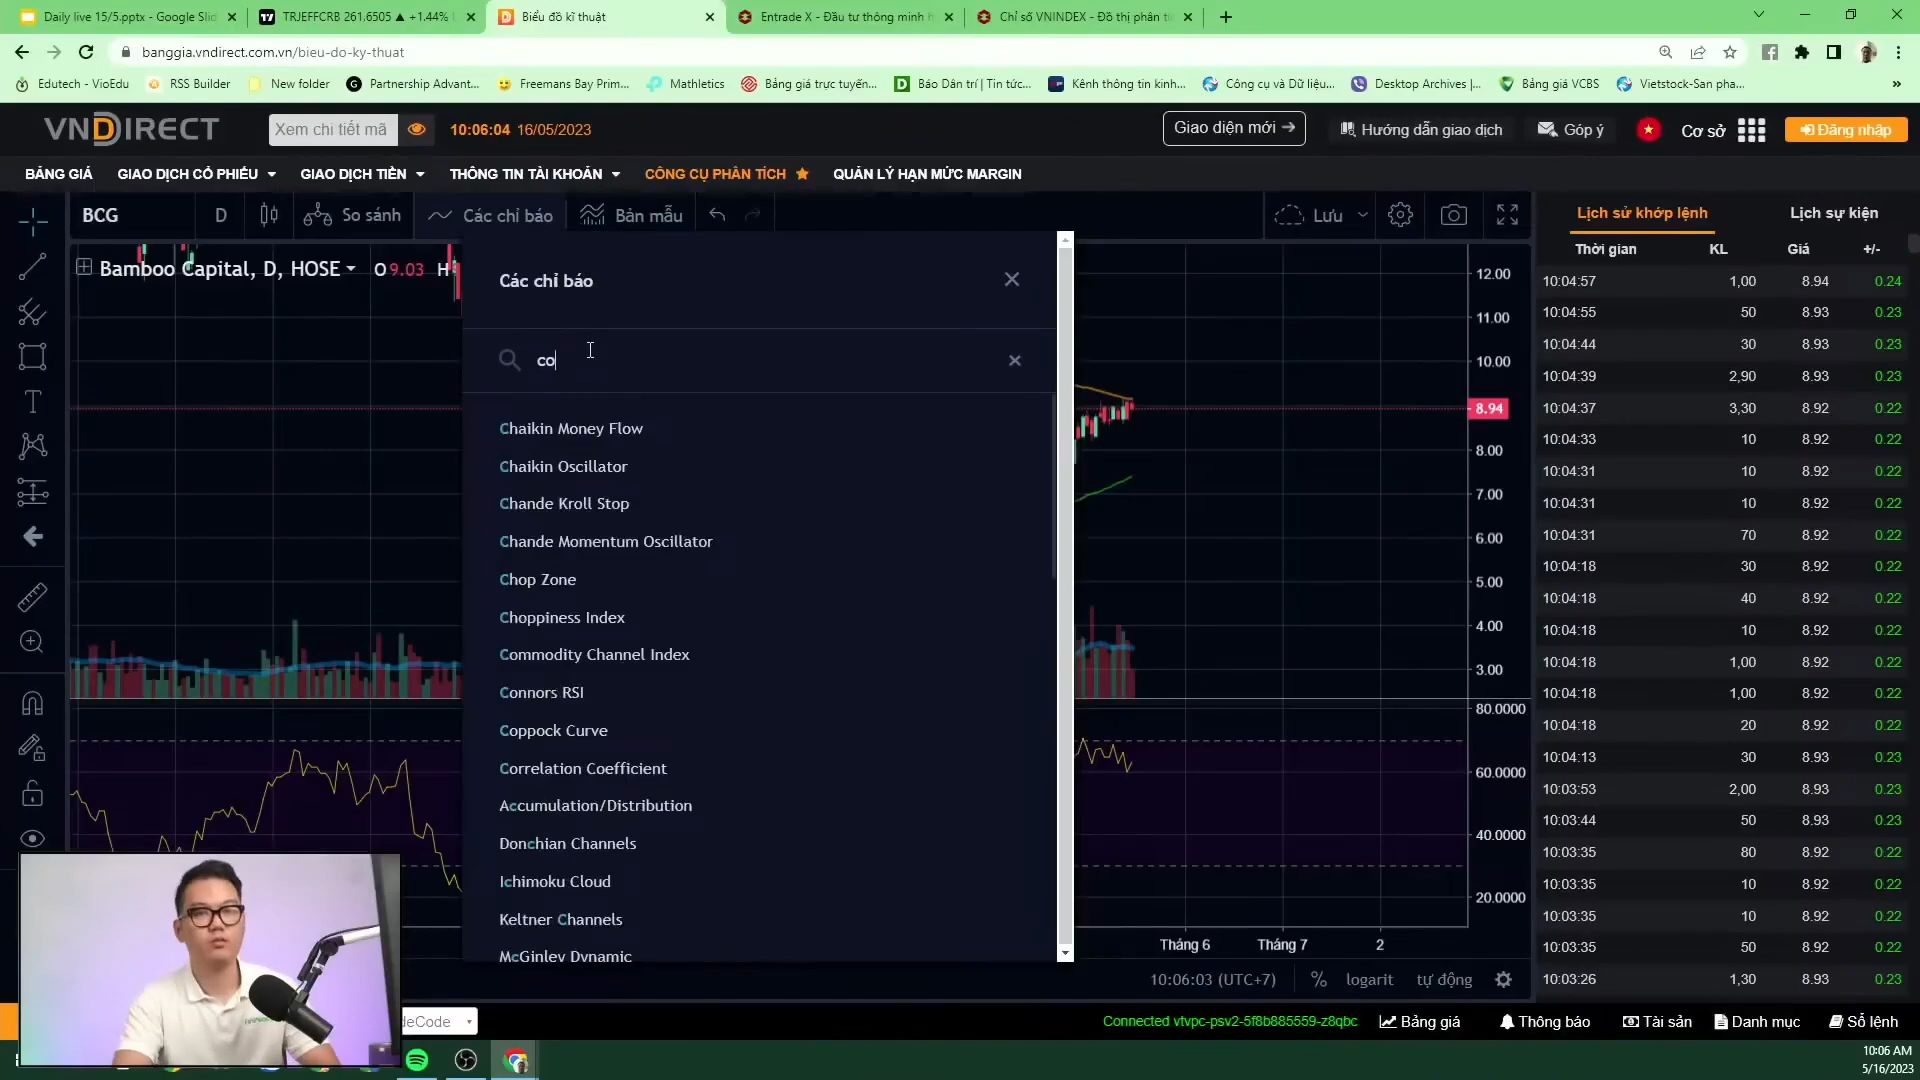 Daily live 15/5.pptx - Google Slid
TRJEFFCRB 261.6505 ▲ +1.44%
Biểu đồ kĩ thuật
Entrade X - Đầu tư thông minh h
Chỉ số VNINDEX - Đồ thị phân tí
banggia.vndirect.com.vn/bieu-do-ky-thuat
Edutech - VioEdu
RSS Builder
New folder
Partnership Advant...
Freemans Bay Prim...
Mathletics
Bảng giá trực tuyến...
Báo Dân trí | Tin tức...
Kênh thông tin kinh...
Công cụ và Dữ liệu...
Desktop Archives |...
Bảng giá VCBS
Vietstock-San pha...
VNDIRECT
Xem chi tiết mã
10:06:04 16/05/2023
Giao diện mới →
Hướng dẫn giao dịch
Góp ý
Cơ sở
Đăng nhập
BẢNG GIÁ
GIAO DỊCH CỔ PHIẾU
GIAO DỊCH TIỀN
THÔNG TIN TÀI KHOẢN
CÔNG CỤ PHÂN TÍCH
QUẢN LÝ HẠN MỨC MARGIN
BCG
D
So sánh
Các chỉ báo
Bản mẫu
Lưu
Bamboo Capital, D, HOSE
O9.03 H
Các chỉ báo
co
Chaikin Money Flow
Chaikin Oscillator
Chande Kroll Stop
Chande Momentum Oscillator
Chop Zone
Choppiness Index
Commodity Channel Index
Connors RSI
Coppock Curve
Correlation Coefficient
Accumulation/Distribution
Donchian Channels
Ichimoku Cloud
Keltner Channels
McGinley Dynamic
12.00
11.00
10.00
8.94
8.00
7.00
6.00
5.00
4.00
3.00
80.0000
60.0000
40.0000
20.0000
Tháng 6
Tháng 7
2
10:06:03 (UTC+7)
%
logarit
tự động
Lịch sử khớp lệnh
Lịch sự kiện
Thời gian KL Giá +/-
10:04:57 1,00 8.94 0.24
10:04:55 50 8.93 0.23
10:04:44 30 8.93 0.23
10:04:39 2,90 8.93 0.23
10:04:37 3,30 8.92 0.22
10:04:33 10 8.92 0.22
10:04:31 10 8.92 0.22
10:04:31 10 8.92 0.22
10:04:31 70 8.92 0.22
10:04:18 30 8.92 0.22
10:04:18 40 8.92 0.22
10:04:18 10 8.92 0.22
10:04:18 1,00 8.92 0.22
10:04:18 1,00 8.92 0.22
10:04:18 20 8.92 0.22
10:04:13 30 8.93 0.23
10:03:53 2,00 8.93 0.23
10:03:44 50 8.93 0.23
10:03:35 80 8.92 0.22
10:03:35 10 8.92 0.22
10:03:35 10 8.92 0.22
10:03:35 50 8.92 0.22
10:03:26 1,30 8.93 0.23
deCode
Connected vtvpc-psv2-5f8b885559-z8qbc
Bảng giá
Thông báo
Tài sản
Danh mục
Sổ lệnh
10:06 AM
5/16/2023